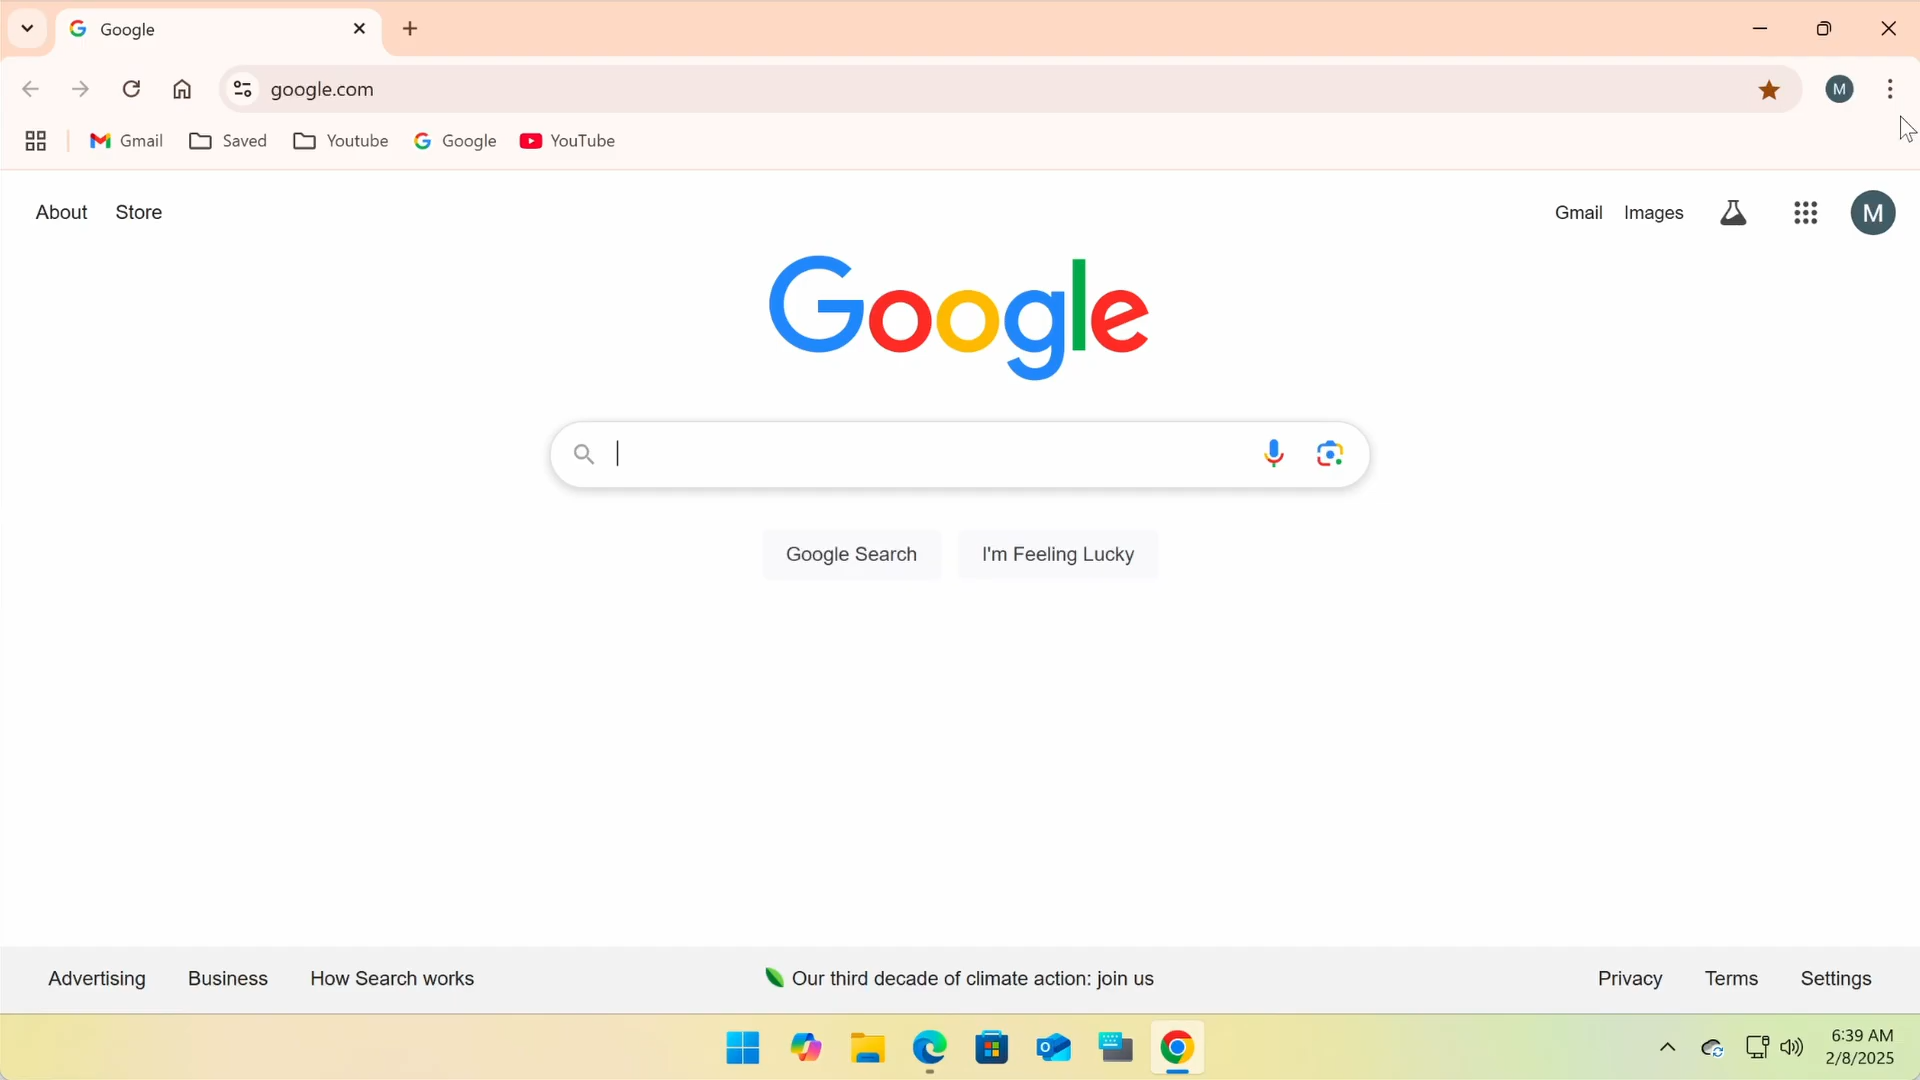 Google
google.com
M
Gmail
Saved
Youtube
Google
YouTube
About
Store
Gmail
Images
M
Google
Google Search
I'm Feeling Lucky
Advertising
Business
How Search works
Our third decade of climate action: join us
Privacy
Terms
Settings
6:39 AM
2/8/2025